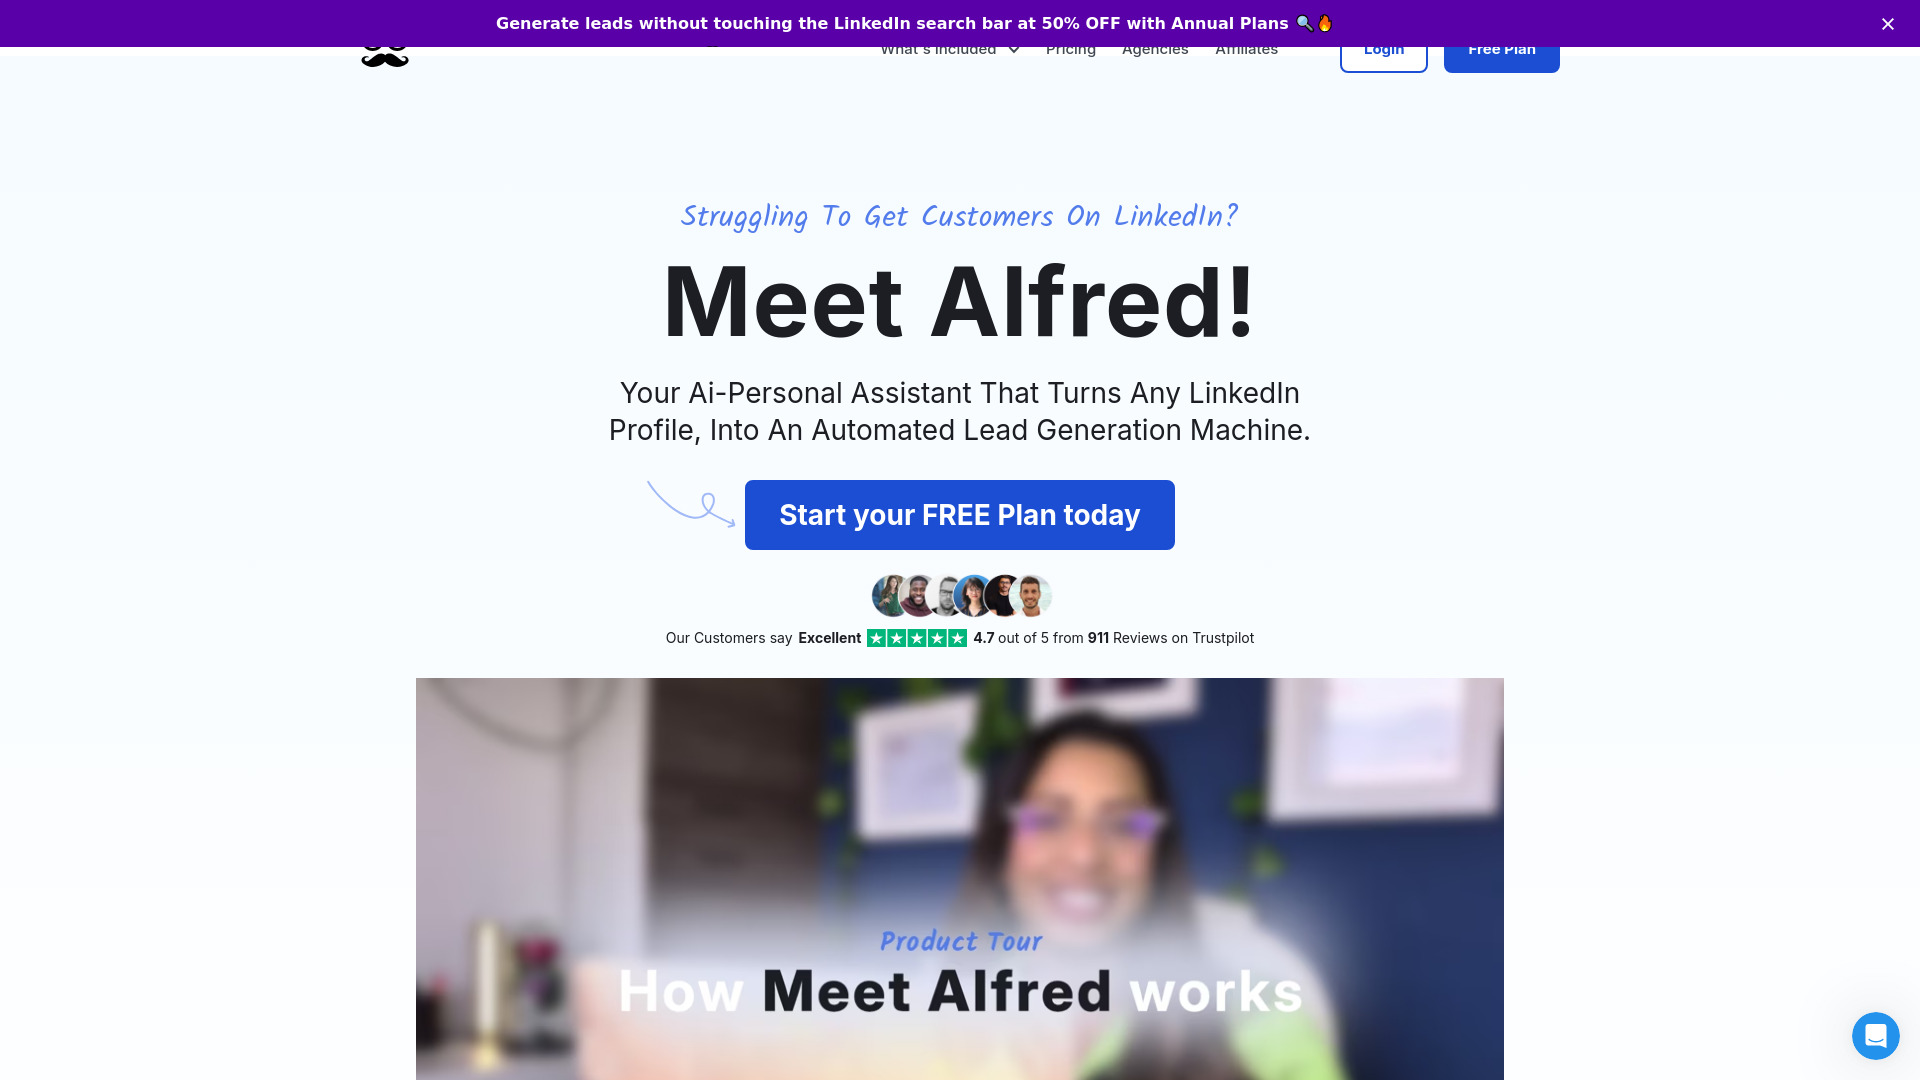 Generate leads without touching the LinkedIn search bar at 50% OFF with Annual Plans 🔍🔥
What's Included
Pricing
Agencies
Affiliates
Login
Free Plan
Struggling To Get Customers On LinkedIn?
Meet Alfred!
Your Ai-Personal Assistant That Turns Any LinkedIn
Profile, Into An Automated Lead Generation Machine.
Start your FREE Plan today
Our Customers say Excellent 4.7 out of 5 from 911 Reviews on Trustpilot
Product Tour
How Meet Alfred works